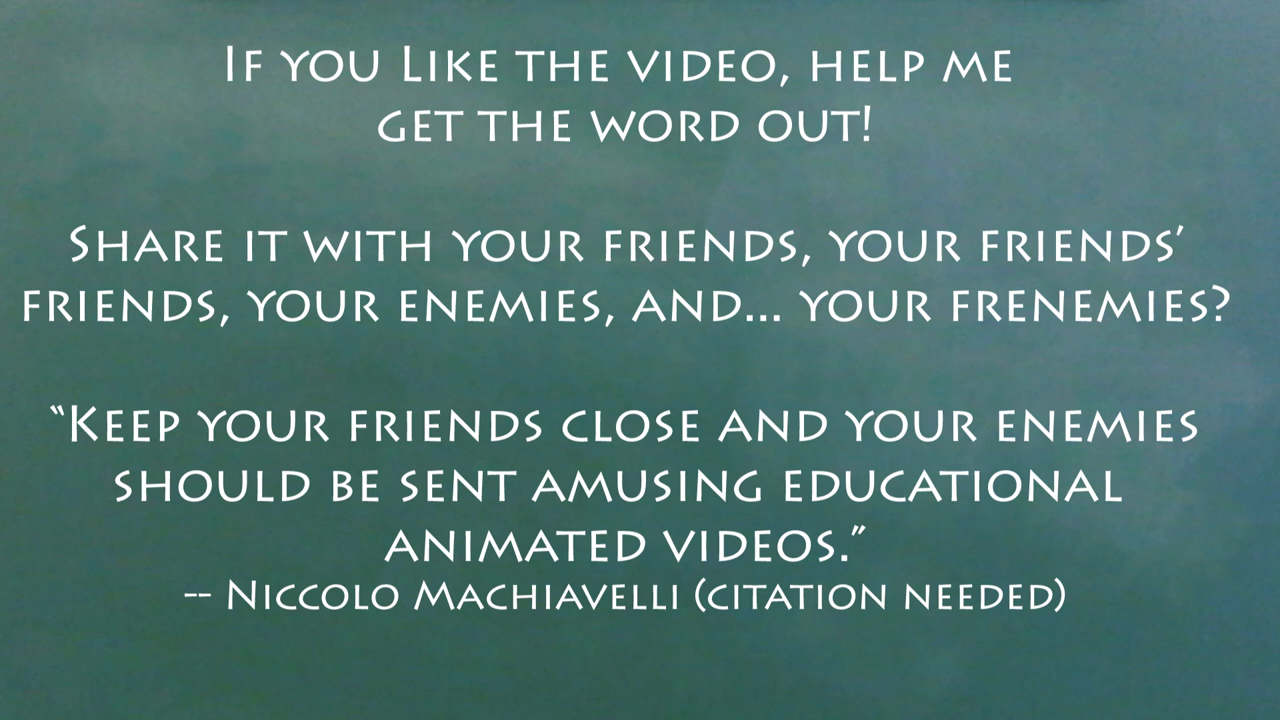 If you Like the video, help me
get the word out!
Share it with your friends, your friends'
friends, your enemies, and... your frenemies?
“Keep your friends close and your enemies
should be sent amusing educational
animated videos.”
-- Niccolo Machiavelli (citation needed)